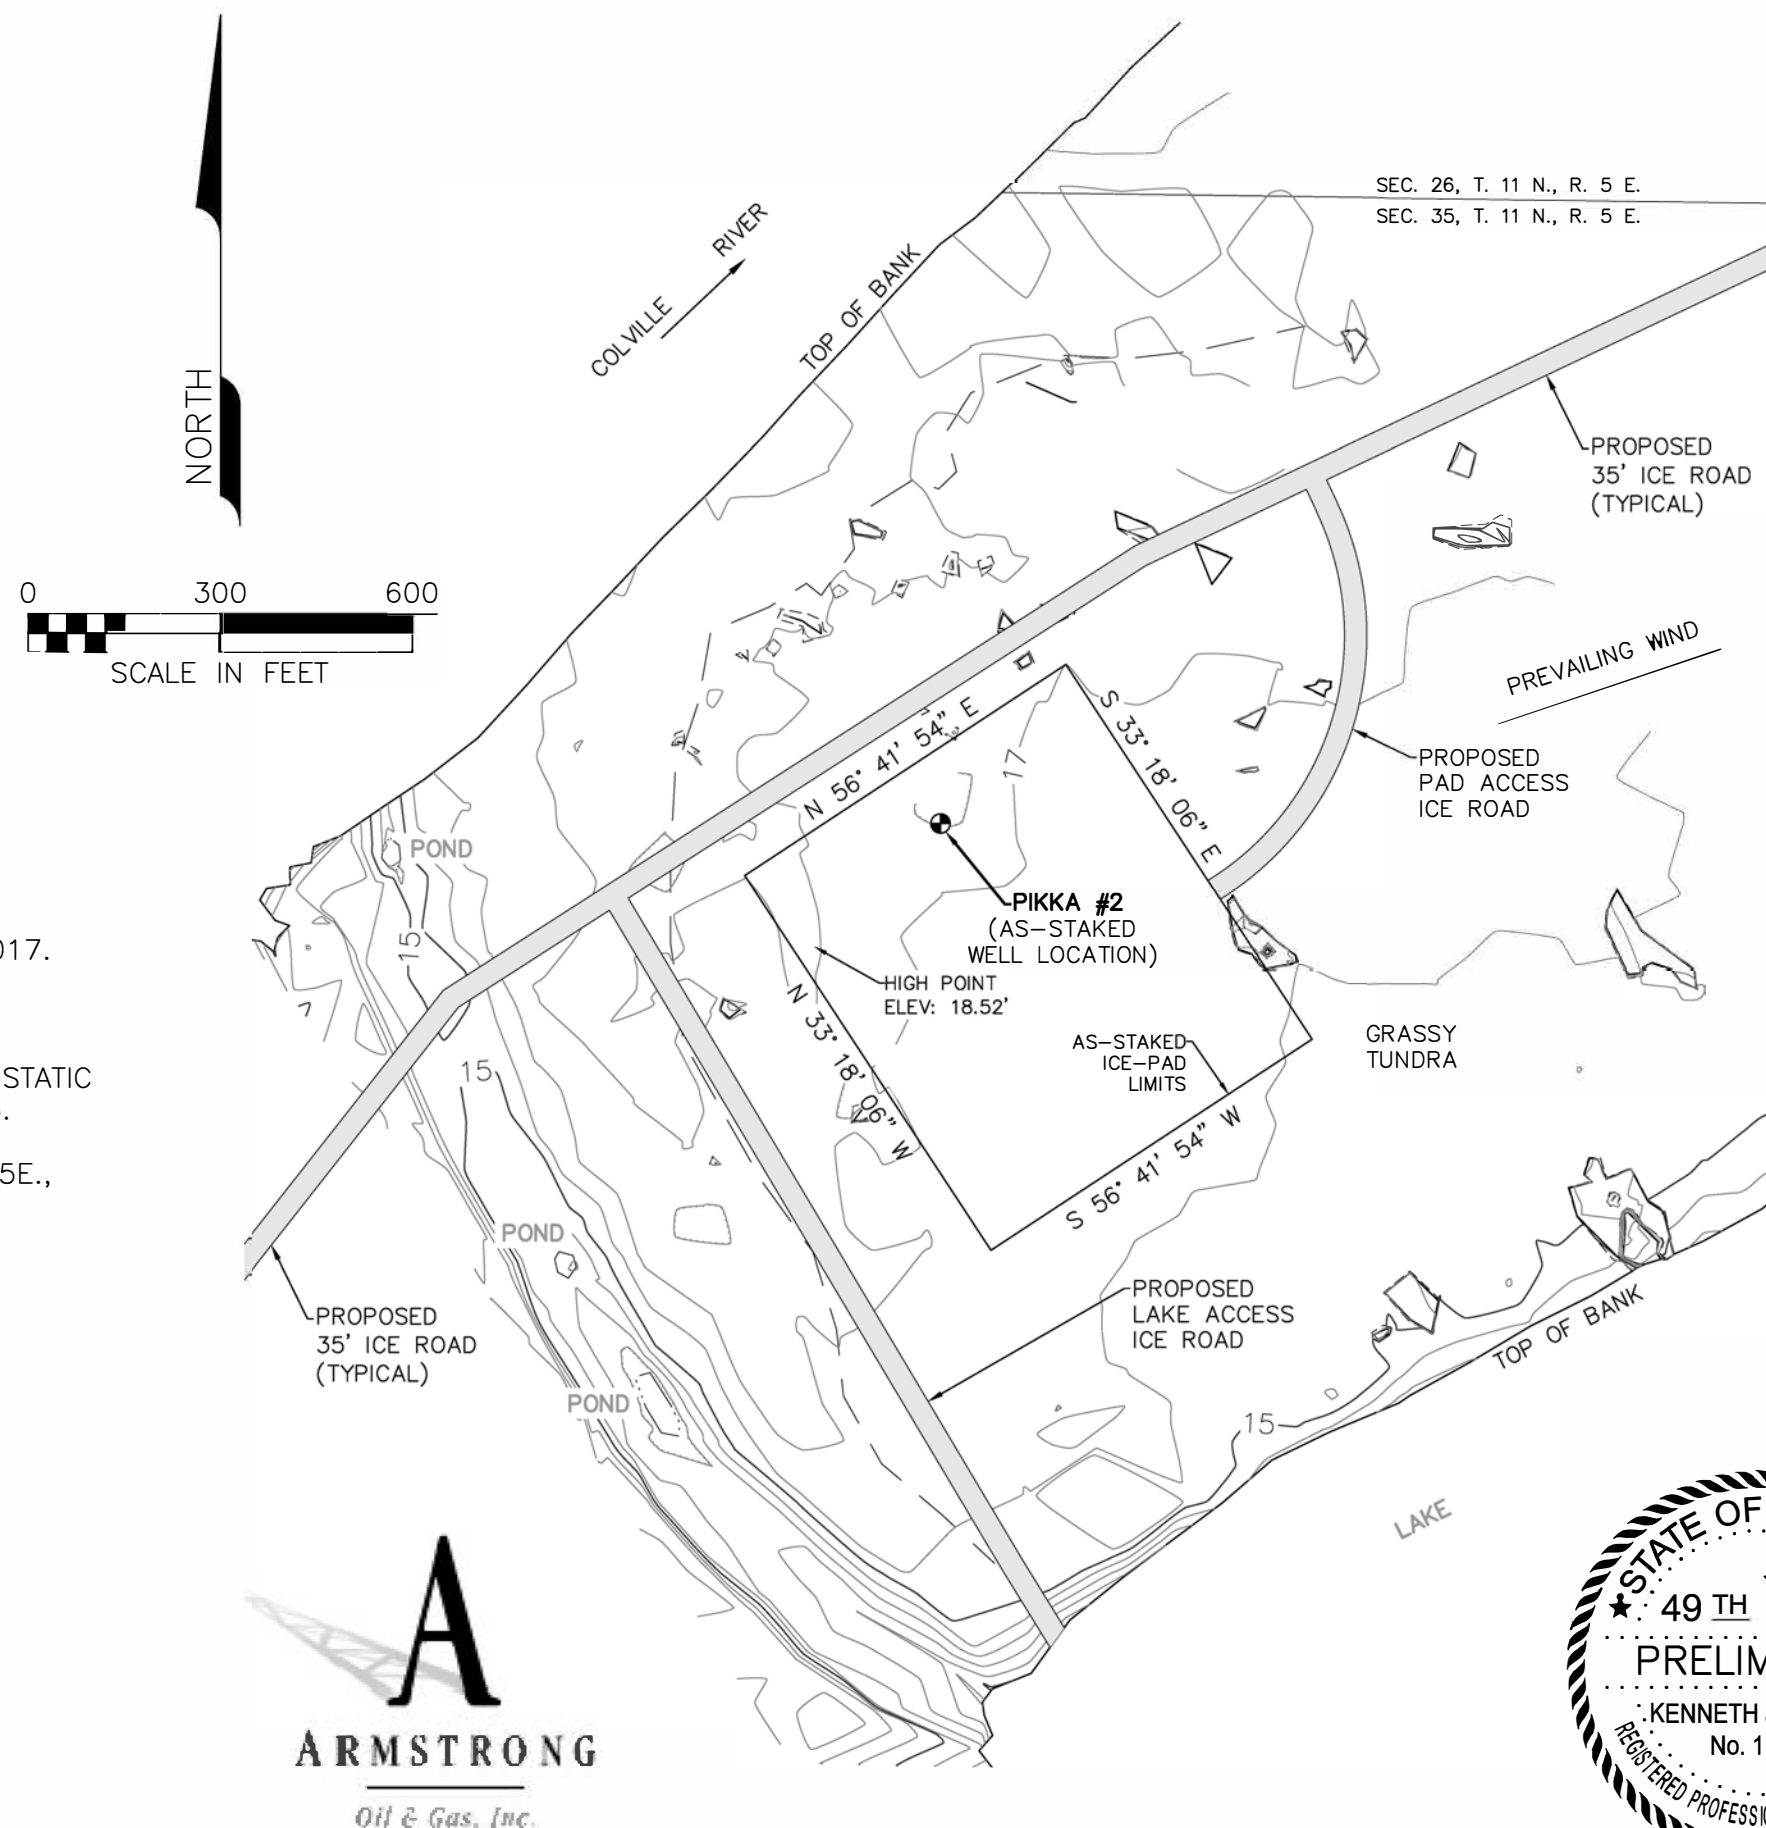 NORTH
0 300 600
SCALE IN FEET
COLVILLE RIVER
TOP OF BANK
SEC. 26, T. 11 N., R. 5 E.
SEC. 35, T. 11 N., R. 5 E.
PROPOSED
35' ICE ROAD
(TYPICAL)
PREVAILING WIND
PROPOSED
PAD ACCESS
ICE ROAD
N 56° 41' 54" E
S 33° 18' 06" E
17
POND
15
PIKKA #2
(AS-STAKED
WELL LOCATION)
HIGH POINT
ELEV: 18.52'
N 33° 18' 06" W
AS-STAKED
ICE-PAD
LIMITS
GRASSY
TUNDRA
S 56° 41' 54" W
017.
STATIC
5E.,
15
POND
PROPOSED
35' ICE ROAD
(TYPICAL)
PROPOSED
LAKE ACCESS
ICE ROAD
TOP OF BANK
POND
15
LAKE
ARMSTRONG
Oil & Gas, Inc.
STATE OF
49 TH
PRELIM
KENNETH
No. 1
REGISTERED PROFESSIO